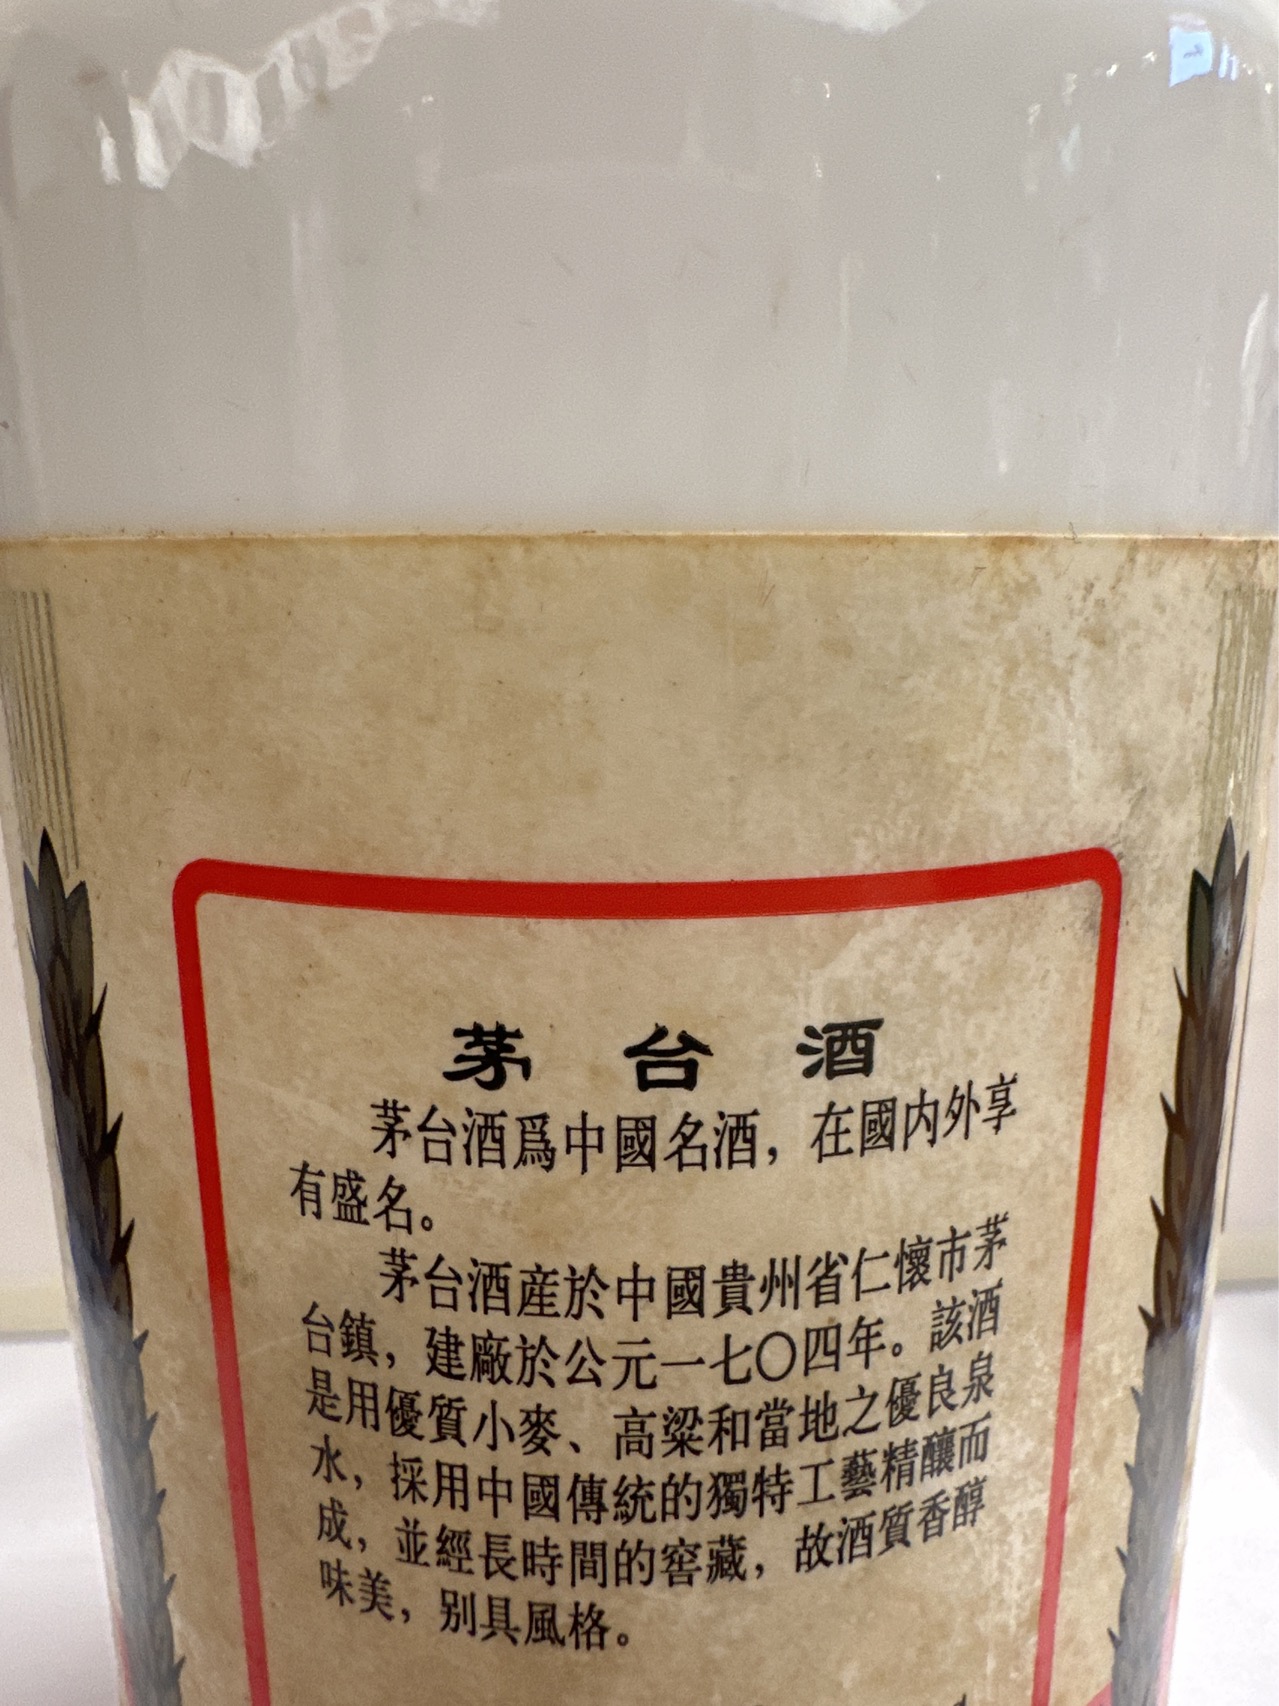 茅台酒
茅台酒爲中國名酒，在國内外享
有盛名。
茅台酒産於中國貴州省仁懷市茅
台鎮，建廠於公元一七〇四年。該酒
是用優質小麥、高粱和當地之優良泉
水，採用中國傳統的獨特工藝精釀而
成，並經長時間的窖藏，故酒質香醇
味美，别具風格。